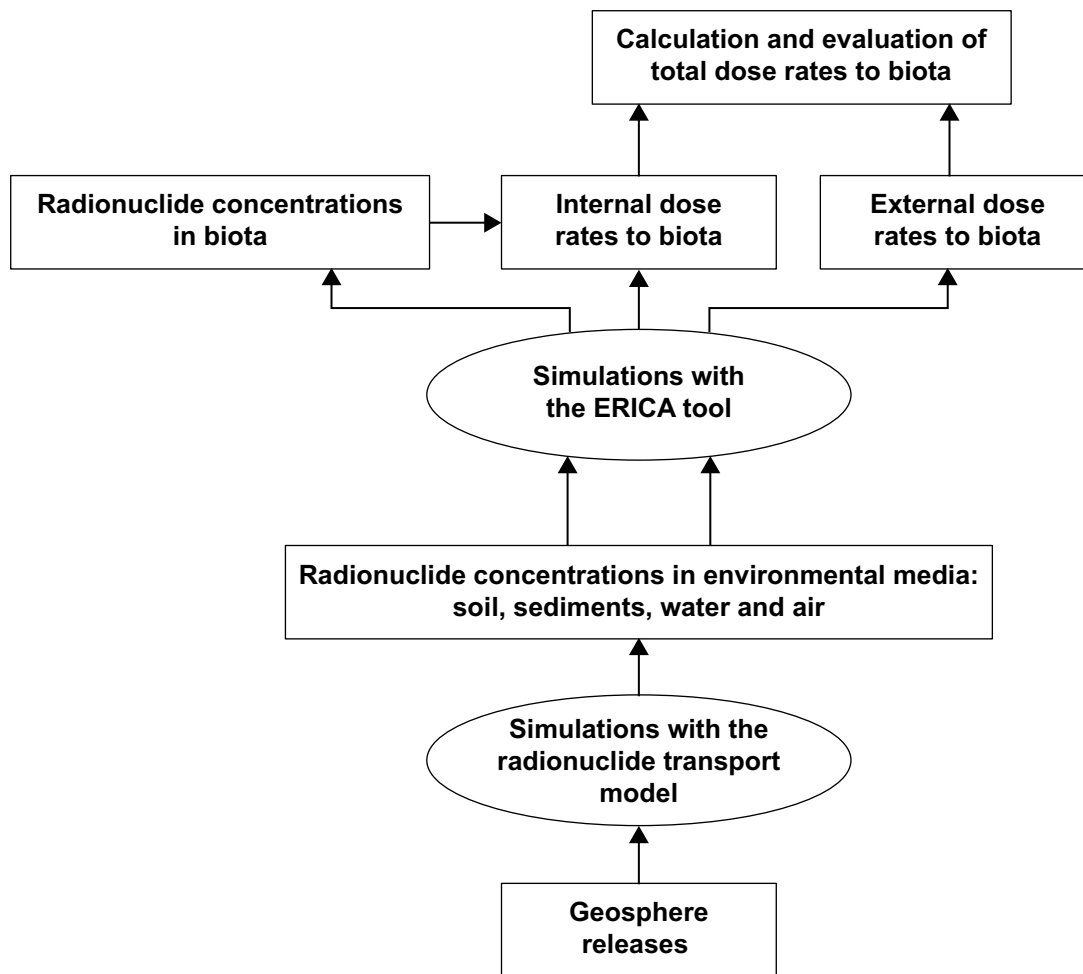 Calculation and evaluation of
total dose rates to biota
Radionuclide concentrations
in biota
Internal dose
rates to biota
External dose
rates to biota
Simulations with
the ERICA tool
Radionuclide concentrations in environmental media:
soil, sediments, water and air
Simulations with the
radionuclide transport
model
Geosphere
releases